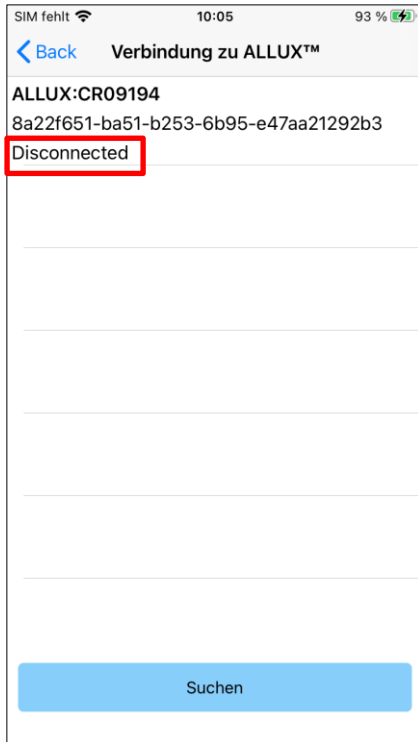 SIM fehlt 10:05 93 %
Back Verbindung zu ALLUX™
ALLUX:CR09194
8a22f651-ba51-b253-6b95-e47aa21292b3
Disconnected
Suchen